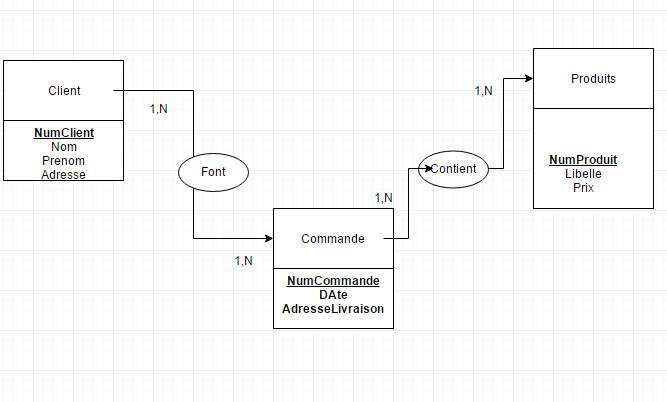 Client
1,N
NumClient
Nom
Prenom
Adresse
Font
1,N
Commande
NumCommande
DAte
AdresseLivraison
1,N
Contient
1,N
Produits
NumProduit
Libelle
Prix